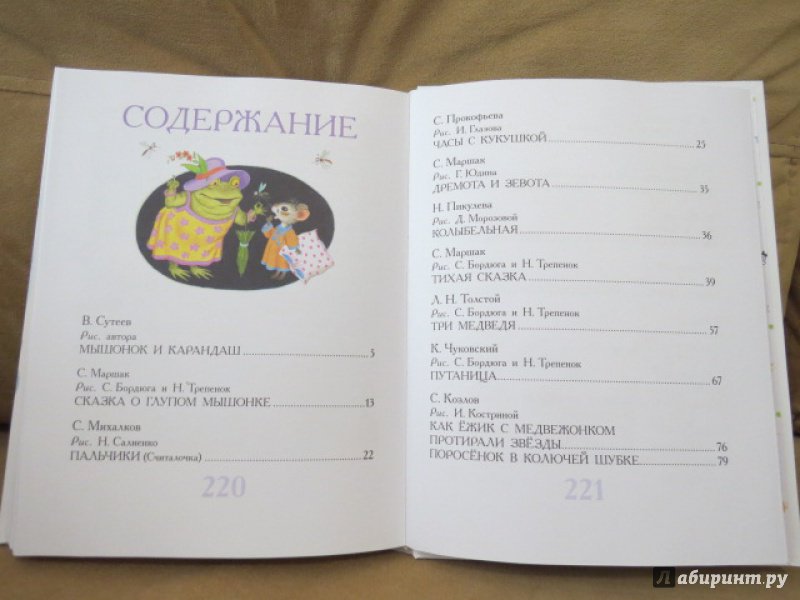 СОДЕРЖАНИЕ
В. Сутеев
Рис. автора
МЫШОНОК И КАРАНДАШ 5
С. Маршак
Рис. С. Бордюга и Н. Трепенок
СКАЗКА О ГЛУПОМ МЫШОНКЕ 13
С. Михалков
Рис. Н. Салиенко
ПАЛЬЧИКИ (Считалочка) 22
220
С. Прокофьева
Рис. И. Глазова
ЧАСЫ С КУКУШКОЙ 25
С. Маршак
Рис. Г. Юдина
ДРЕМОТА И ЗЕВОТА 35
Н. Пикулева
Рис. Д. Морозовой
КОЛЫБЕЛЬНАЯ 36
С. Маршак
Рис. С. Бордюга и Н. Трепенок
ТИХАЯ СКАЗКА 39
Л. Н. Толстой
Рис. С. Бордюга и Н. Трепенок
ТРИ МЕДВЕДЯ 57
К. Чуковский
Рис. С. Бордюга и Н. Трепенок
ПУТАНИЦА 67
С. Козлов
Рис. И. Костриной
КАК ЁЖИК С МЕДВЕЖОНКОМ
ПРОТИРАЛИ ЗВЁЗДЫ 76
ПОРОСЁНОК В КОЛЮЧЕЙ ШУБКЕ 79
221
Лабиринт.ру